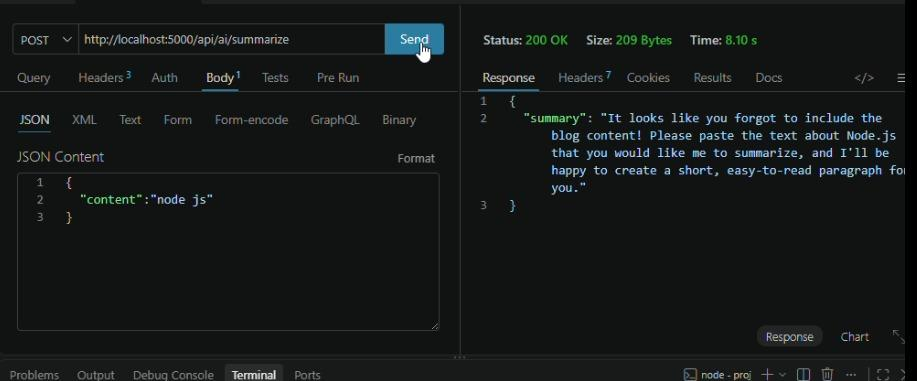 POST http://localhost:5000/api/ai/summarize Send
Query Headers 3 Auth Body 1 Tests Pre Run
JSON XML Text Form Form-encode GraphQL Binary
JSON Content Format
1 {
2 "content":"node js"
3 }
Status: 200 OK Size: 209 Bytes Time: 8.10 s
Response Headers 7 Cookies Results Docs </>
1 {
2 "summary": "It looks like you forgot to include the
blog content! Please paste the text about Node.js
that you would like me to summarize, and I'll be
happy to create a short, easy-to-read paragraph
you."
3 }
Response Chart
Problems Output Debug Console Terminal Ports node - proj